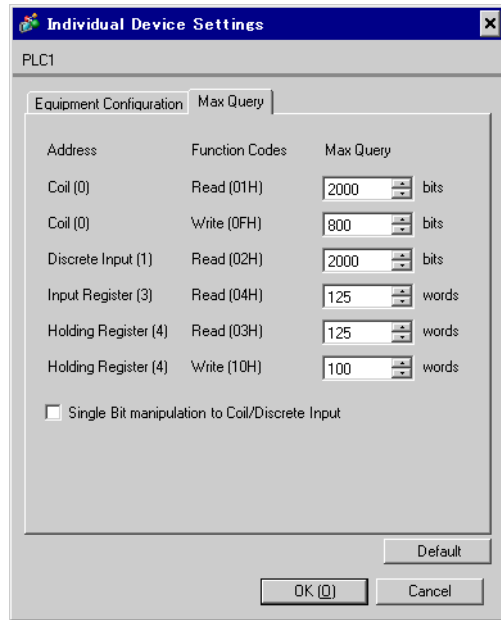 Individual Device Settings
PLC1
Equipment Configuration Max Query
Address Function Codes Max Query
Coil (0) Read (01H) 2000 bits
Coil (0) Write (0FH) 800 bits
Discrete Input (1) Read (02H) 2000 bits
Input Register (3) Read (04H) 125 words
Holding Register (4) Read (03H) 125 words
Holding Register (4) Write (10H) 100 words
Single Bit manipulation to Coil/Discrete Input
Default
OK (O) Cancel